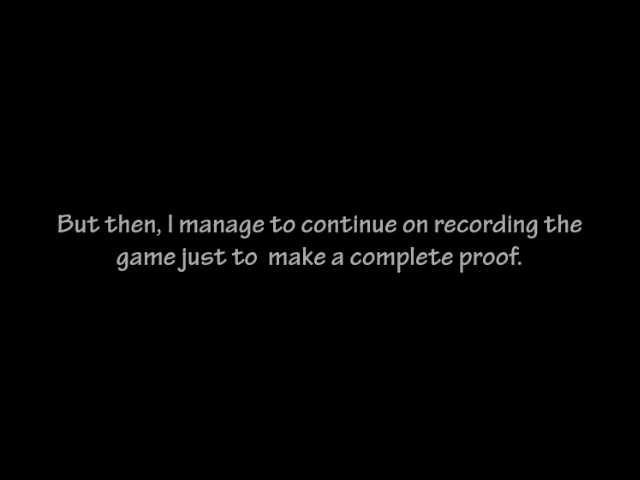 But then, I manage to continue on recording the
game just to  make a complete proof.